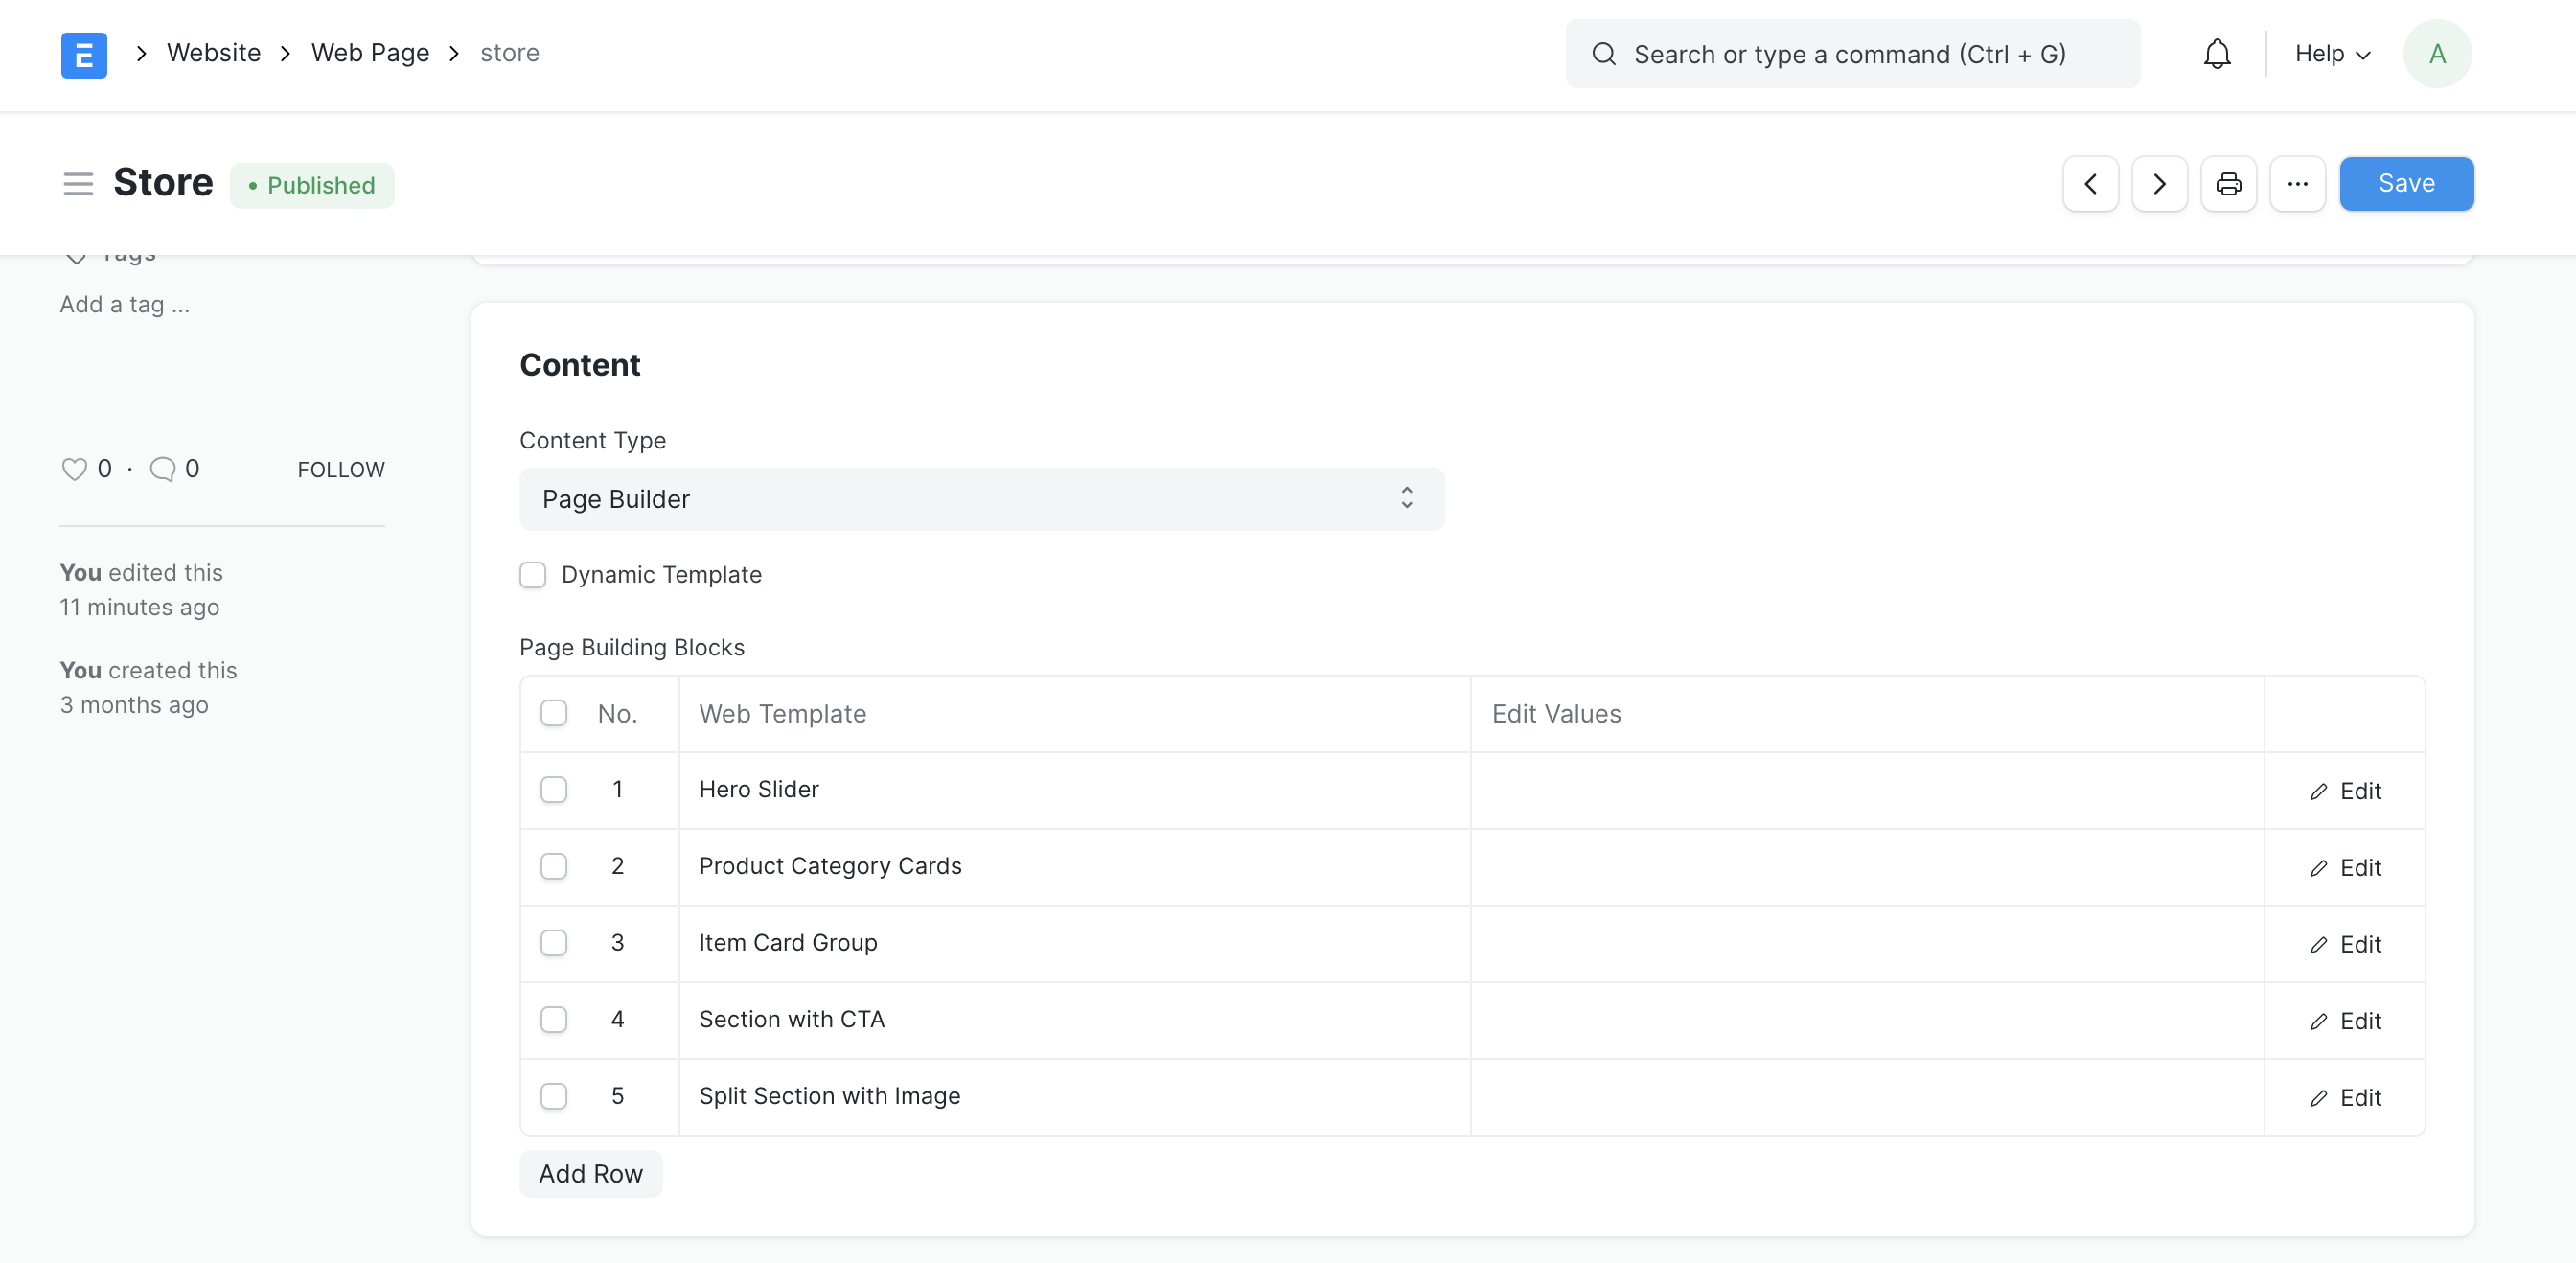 E
Website
Web Page
store
Search or type a command (Ctrl + G)
Help
A
Store
Published
Save
Tags
Add a tag ...
0 · 0 FOLLOW
You edited this
11 minutes ago
You created this
3 months ago
Content
Content Type
Page Builder
Dynamic Template
Page Building Blocks
No. Web Template Edit Values
1 Hero Slider Edit
2 Product Category Cards Edit
3 Item Card Group Edit
4 Section with CTA Edit
5 Split Section with Image Edit
Add Row